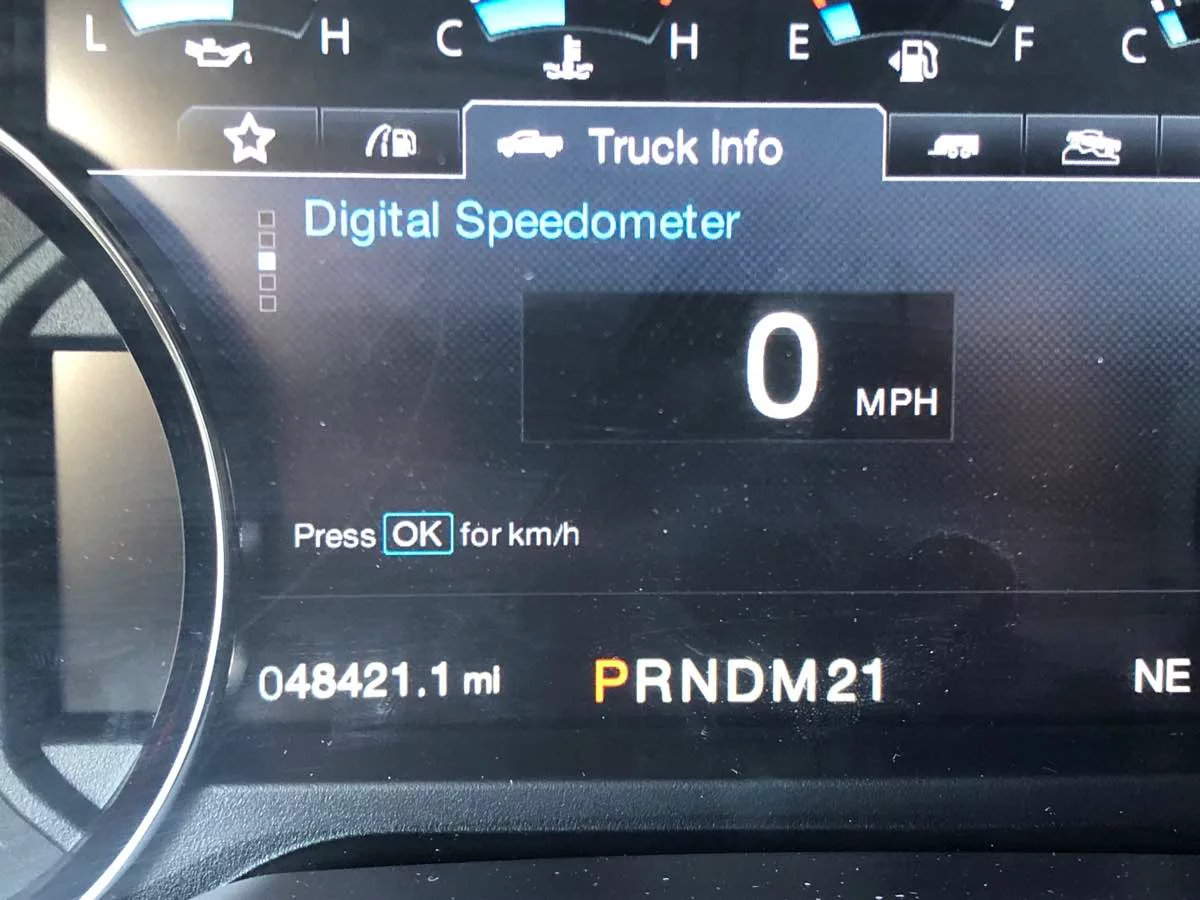 L H C H E F C
Truck Info
Digital Speedometer
0 MPH
Press OK for km/h
048421.1 mi PRNDM21 NE